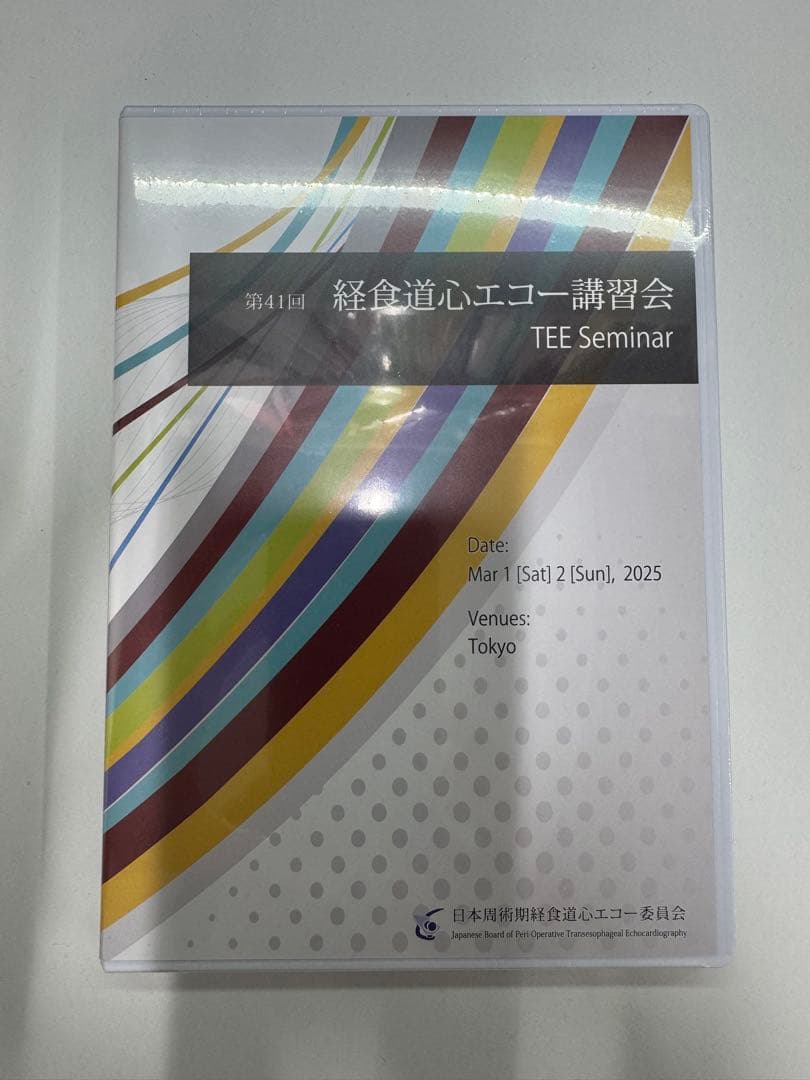 第41回 経食道心エコー講習会
TEE Seminar
Date:
Mar 1 [Sat] 2 [Sun], 2025
Venues:
Tokyo
日本周術期経食道心エコー委員会
Japanese Board of Peri-Operative Transesophageal Echocardiography